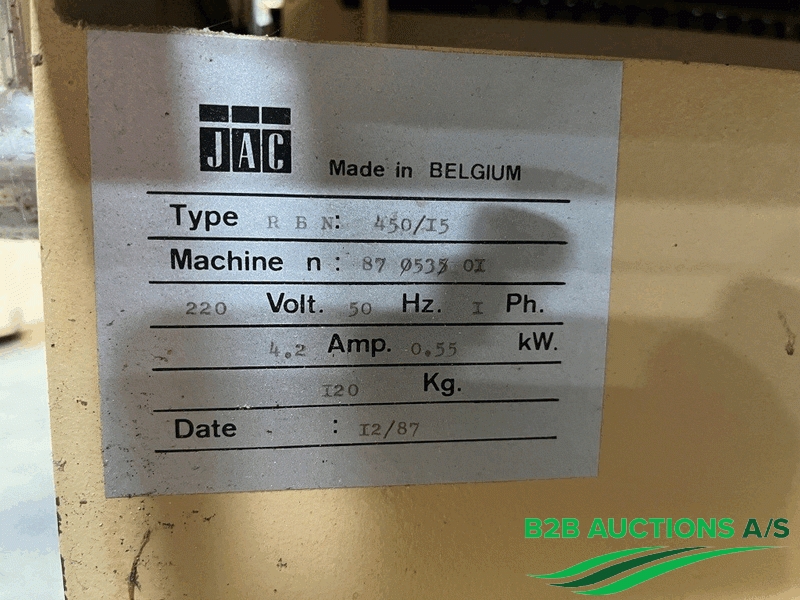 JAC
Made in BELGIUM
Type R B N: 450/I5
Machine n : 87 0I
220 Volt. 50 Hz. I Ph.
4.2 Amp. 0.55 kW.
I20 Kg.
Date : I2/87
B2B AUCTIONS A/S